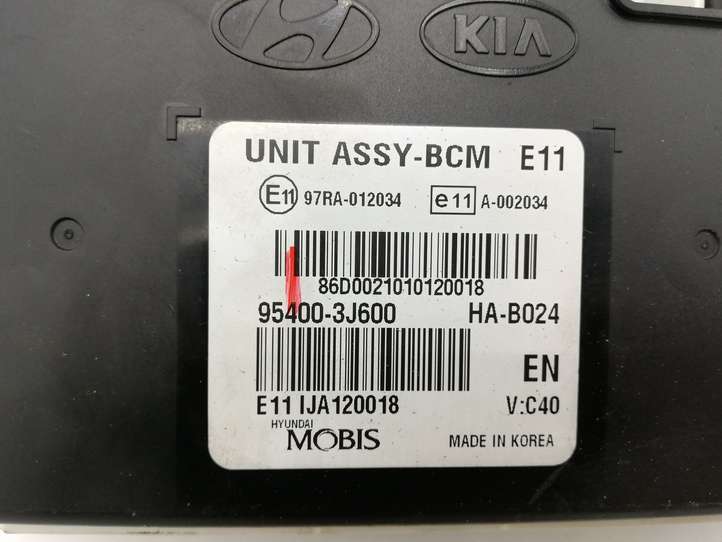 KIA
UNIT ASSY-BCM E11
E11 97RA-012034 e11 A-002034
86D0021010120018
95400-3J600 HA-B024
EN
E11 IJA120018 V:C40
HYUNDAI
MOBIS MADE IN KOREA